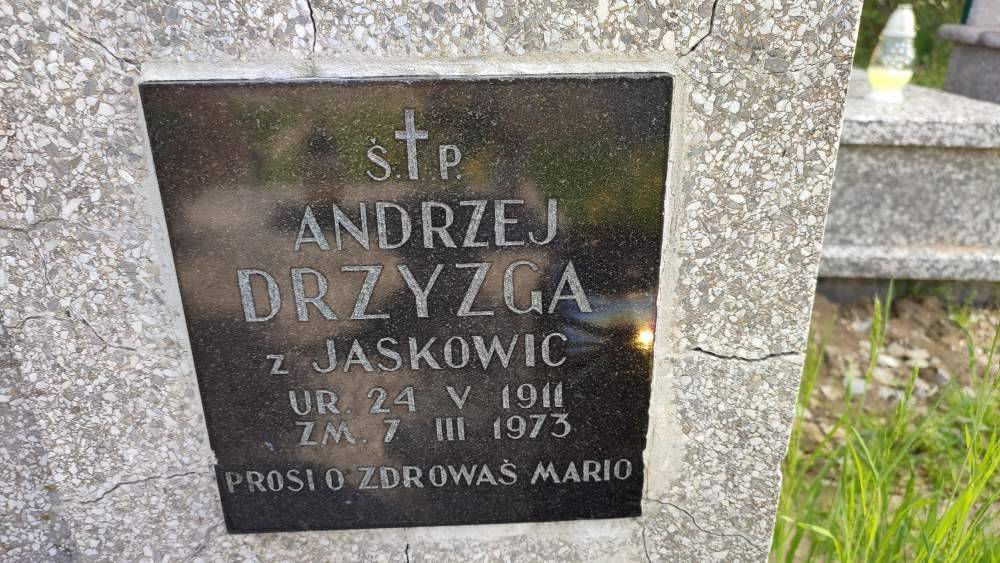 Ś. P.
ANDRZEJ
DRZYZGA
z JASKOWIC
UR. 24 V 1911
ZM. 7 III 1973
PROSI O ZDROWAŚ MARIO